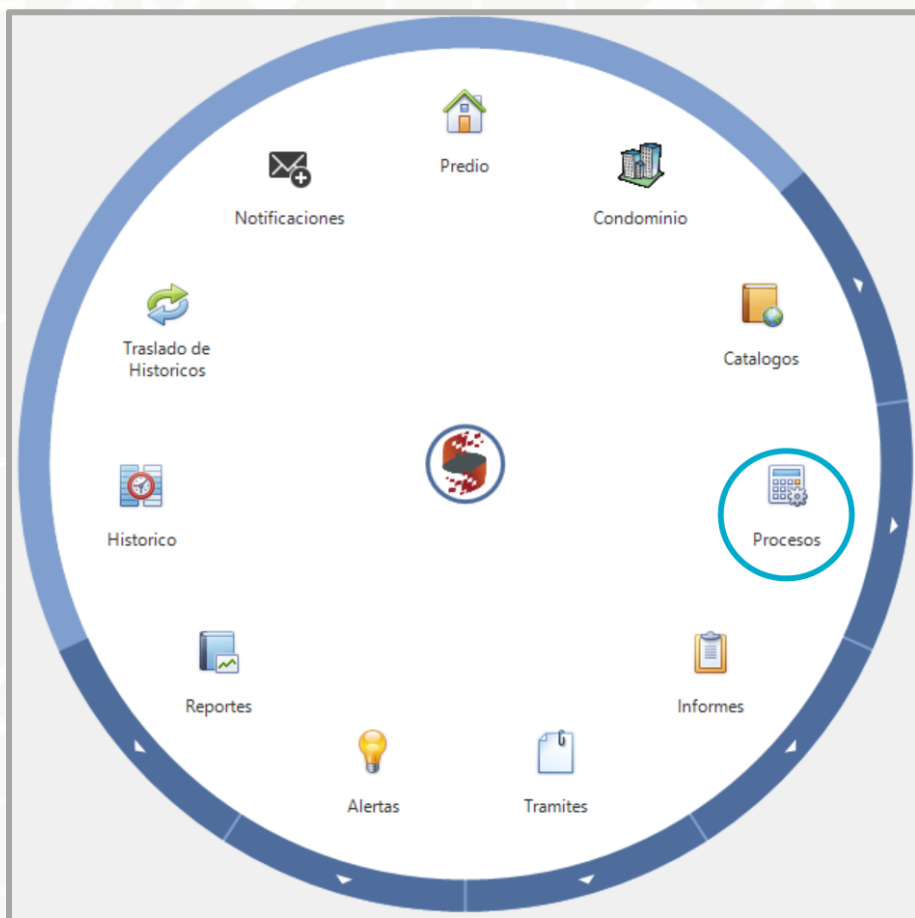 Predio
Condominio
Notificaciones
Catalogos
Traslado de
Historicos
Procesos
Historico
Informes
Reportes
Tramites
Alertas